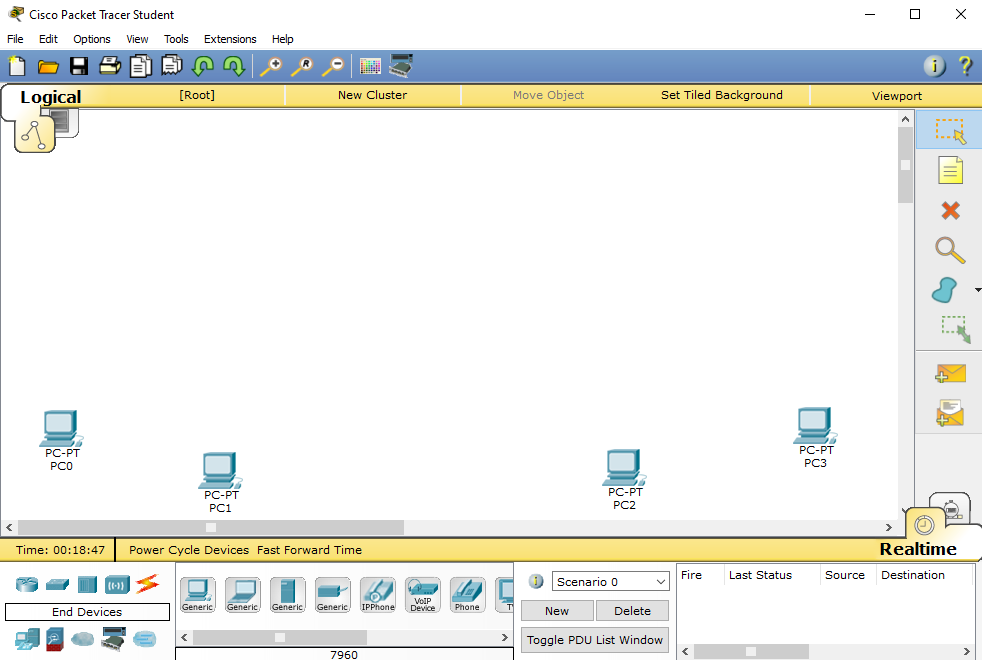 Cisco Packet Tracer Student
File Edit Options View Tools Extensions Help
Logical [Root] New Cluster Move Object Set Tiled Background Viewport
PC-PT
PC0
PC-PT
PC1
PC-PT
PC2
PC-PT
PC3
Time: 00:18:47 Power Cycle Devices Fast Forward Time Realtime
End Devices
Generic Generic Generic Generic IPPhone VoIP Device Phone
7960
Scenario 0
New Delete
Toggle PDU List Window
Fire Last Status Source Destination